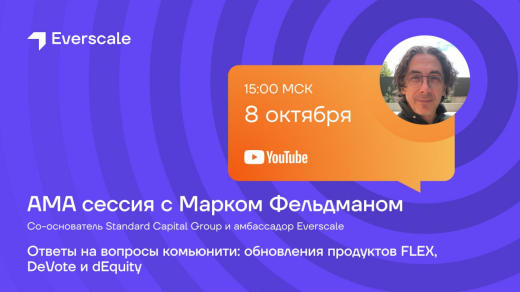 Everscale
15:00 МСК
8 октября
YouTube
АМА сессия с Марком Фельдманом
Со-основатель Standard Capital Group и амбассадор Everscale
Ответы на вопросы комьюнити: обновления продуктов FLEX,
DeVote и dEquity